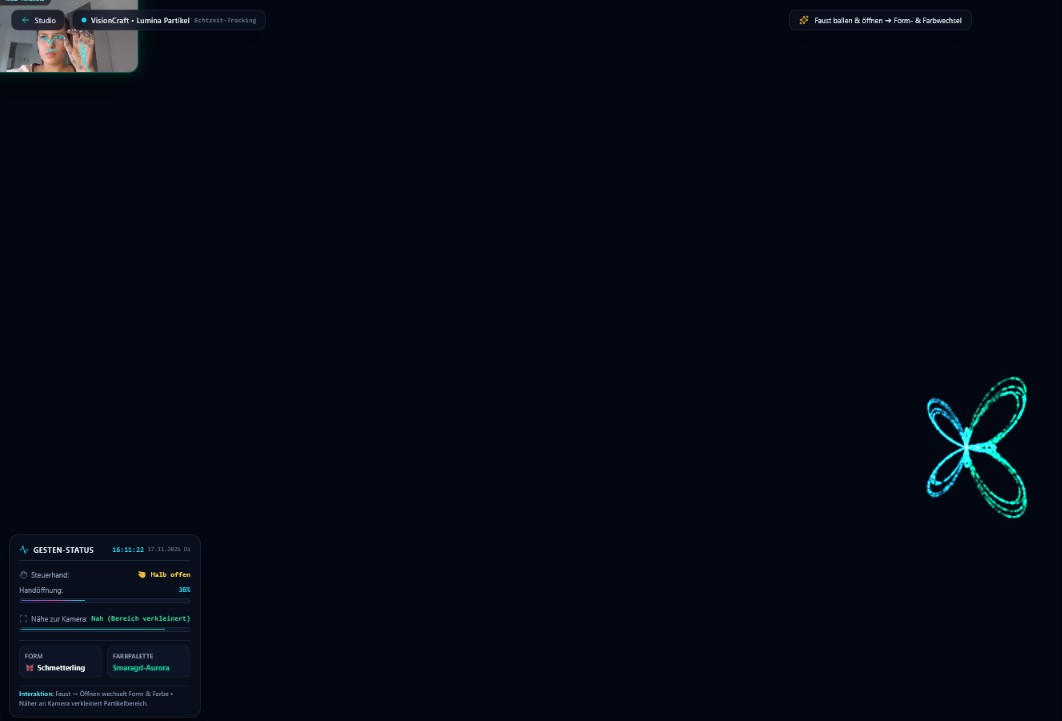 Studio
VisionCraft • Lumina Partikel Echtzeit-Tracking
Faust ballen & öffnen → Form- & Farbwechsel
GESTEN-STATUS 16:11:22 17.11.2026 Di
Steuerhand: Halb offen
Handöffnung: 38%
Nähe zur Kamera: Nah (Bereich verkleinert)
FORM
Schmetterling
FARBPALETTE
Smaragd-Aurora
Interaktion: Faust → Öffnen wechselt Form & Farbe •
Näher an Kamera verkleinert Partikelbereich.